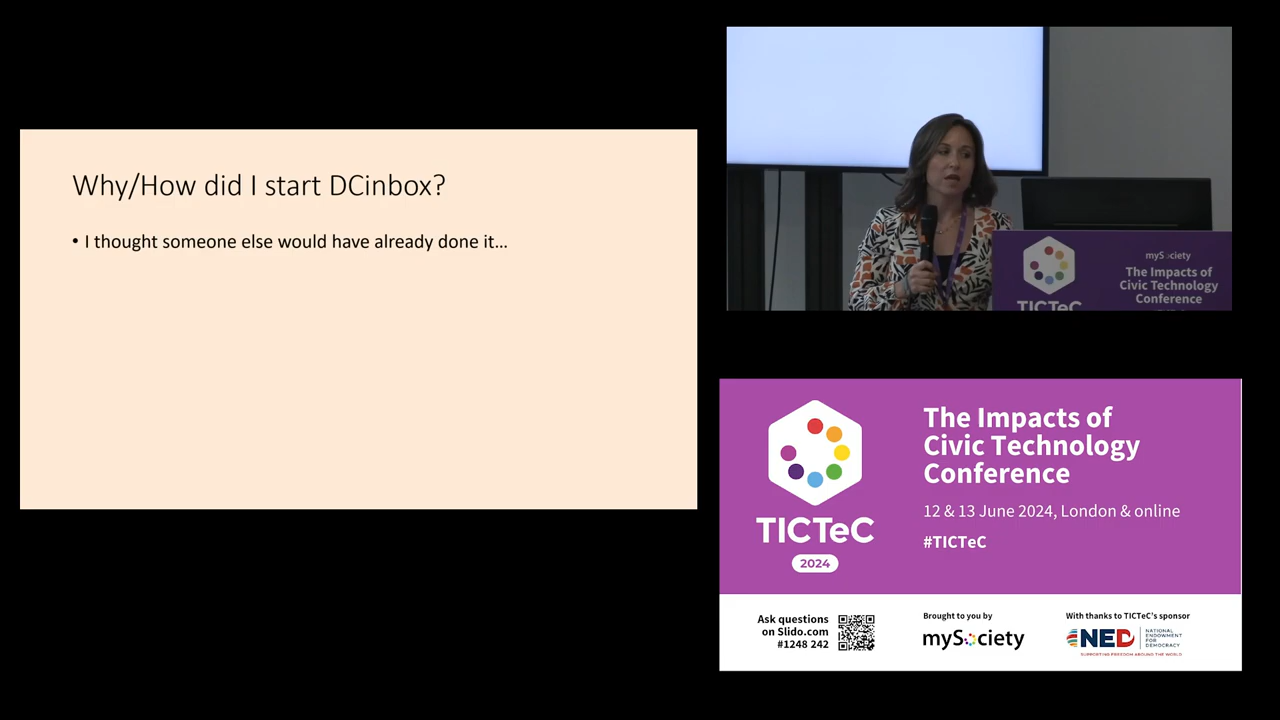 Why/How did I start DCinbox?
• I thought someone else would have already done it...
mySociety
The Impacts of
Civic Technology
Conference
TICTeC
The Impacts of
Civic Technology
Conference
12 & 13 June 2024, London & online
#TICTeC
TICTeC
2024
Ask questions
on Slido.com
#1248 242
Brought to you by
mySociety
With thanks to TICTeC's sponsor
NED
NATIONAL
ENDOWMENT
FOR
DEMOCRACY
SUPPORTING FREEDOM AROUND THE WORLD